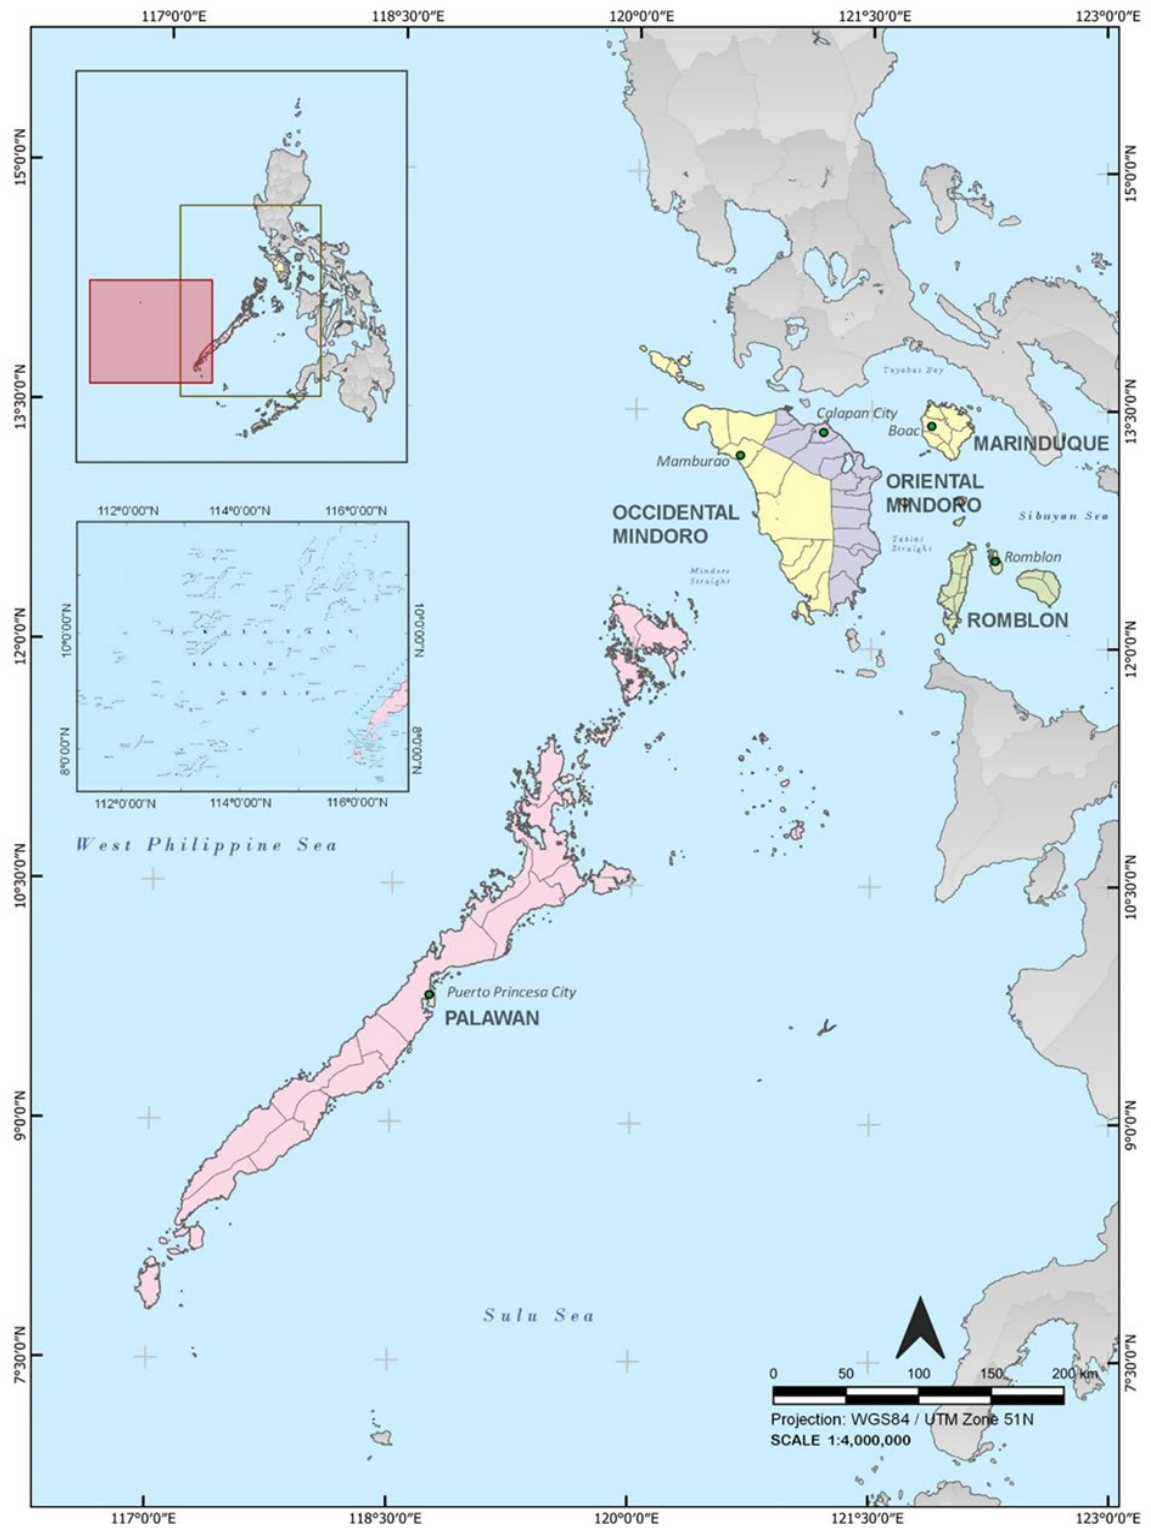 117°0'0"E 118°30'0"E 120°0'0"E 121°30'0"E 123°0'0"E
15°0'0"N
15°0'0"N
13°30'0"N
13°30'0"N
Tayabas Bay
Calapan City
Boac
MARINDUQUE
Mamburao
ORIENTAL
MINDORO
OCCIDENTAL
MINDORO
Sibuyan Sea
Tablas
Straight
Romblon
Mindoro
Straight
ROMBLON
12°0'0"N
12°0'0"N
112°0'0"N 114°0'0"N 116°0'0"N
10°0'0"N
10°0'0"N
KALAYAAN
ISLAND
GROUP
8°0'0"N
8°0'0"N
112°0'0"N 114°0'0"N 116°0'0"N
West Philippine Sea
10°30'0"N
10°30'0"N
Puerto Princesa City
PALAWAN
9°0'0"N
9°0'0"N
Sulu Sea
7°30'0"N
7°30'0"N
0 50 100 150 200 km
Projection: WGS84 / UTM Zone 51N
SCALE 1:4,000,000
117°0'0"E 118°30'0"E 120°0'0"E 121°30'0"E 123°0'0"E